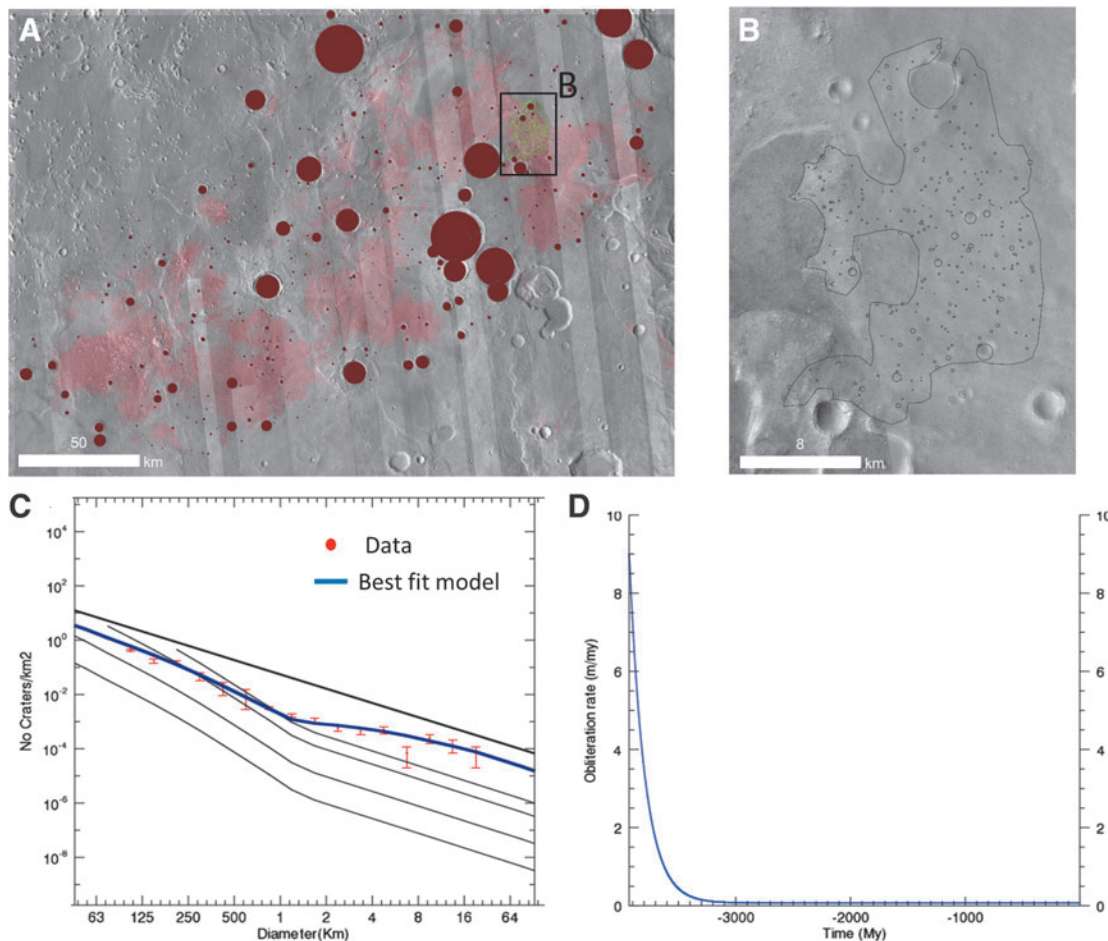 A
B
50
km
B
8
km
C
Data
Best fit model
No Craters/km2
10^4
10^2
10^0
10^-2
10^-4
10^-6
10^-8
63 125 250 500 1 2 4 8 16 32 64
Diameter(Km)
D
Obliteration rate (m/my)
10 10
8 8
6 6
4 4
2 2
0 0
-3000 -2000 -1000
Time (My)